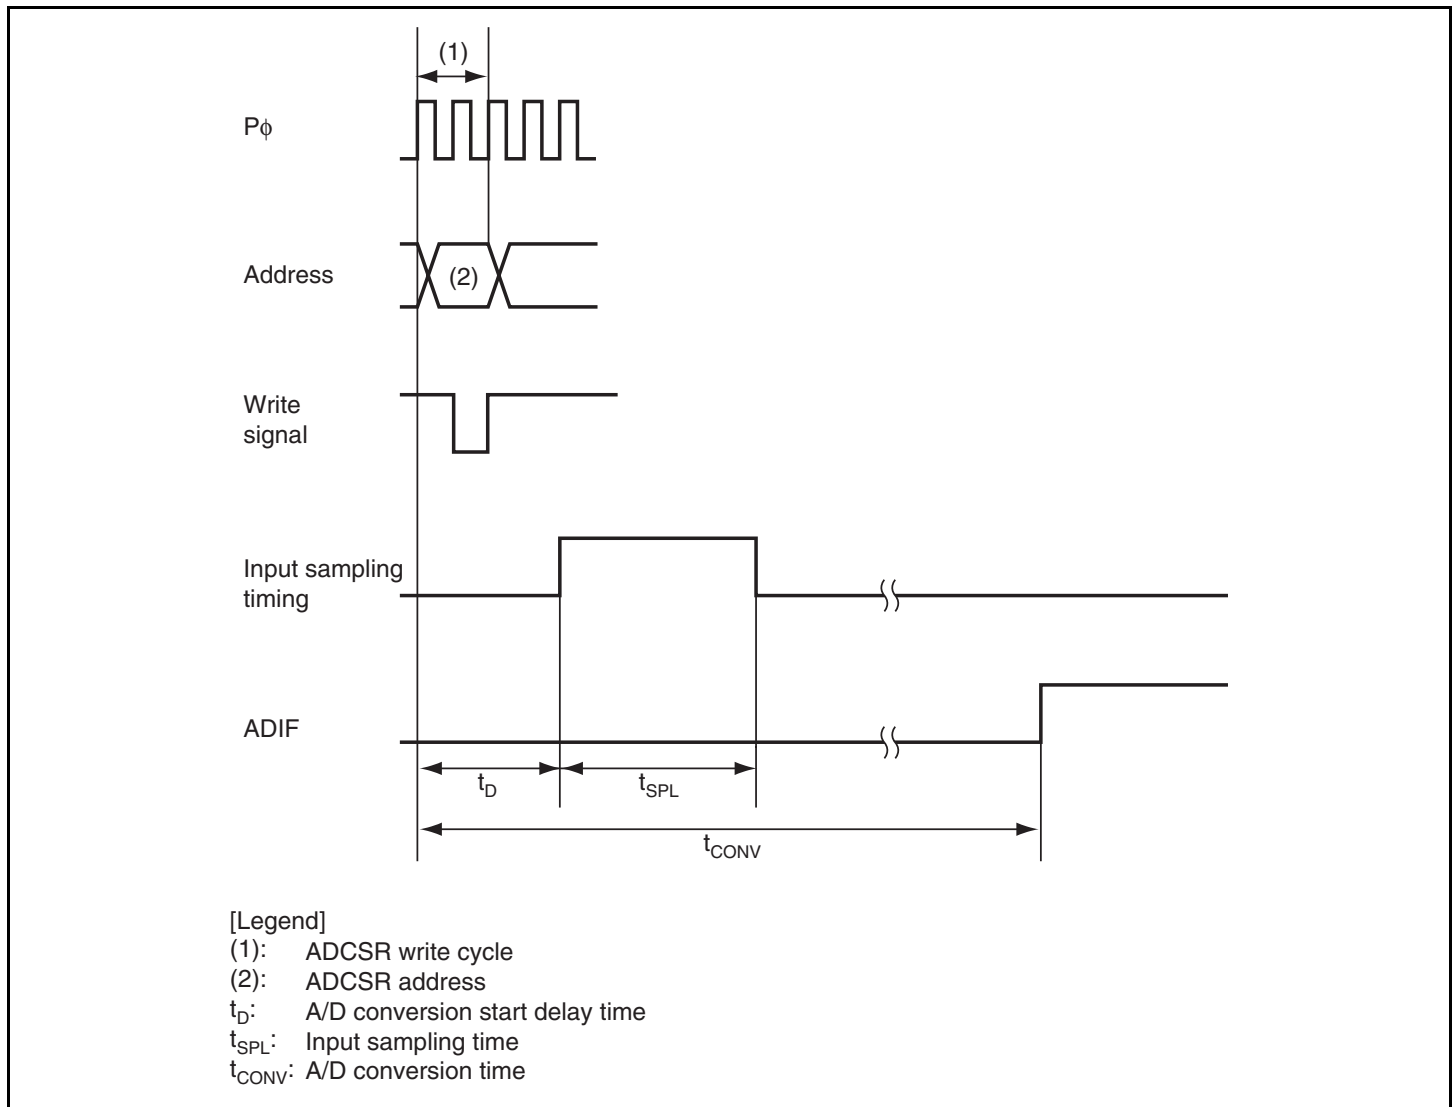 (1)
Pφ
Address
(2)
Write
signal
Input sampling
timing
ADIF
tD
tSPL
tCONV
[Legend]
(1): ADCSR write cycle
(2): ADCSR address
tD: A/D conversion start delay time
tSPL: Input sampling time
tCONV: A/D conversion time